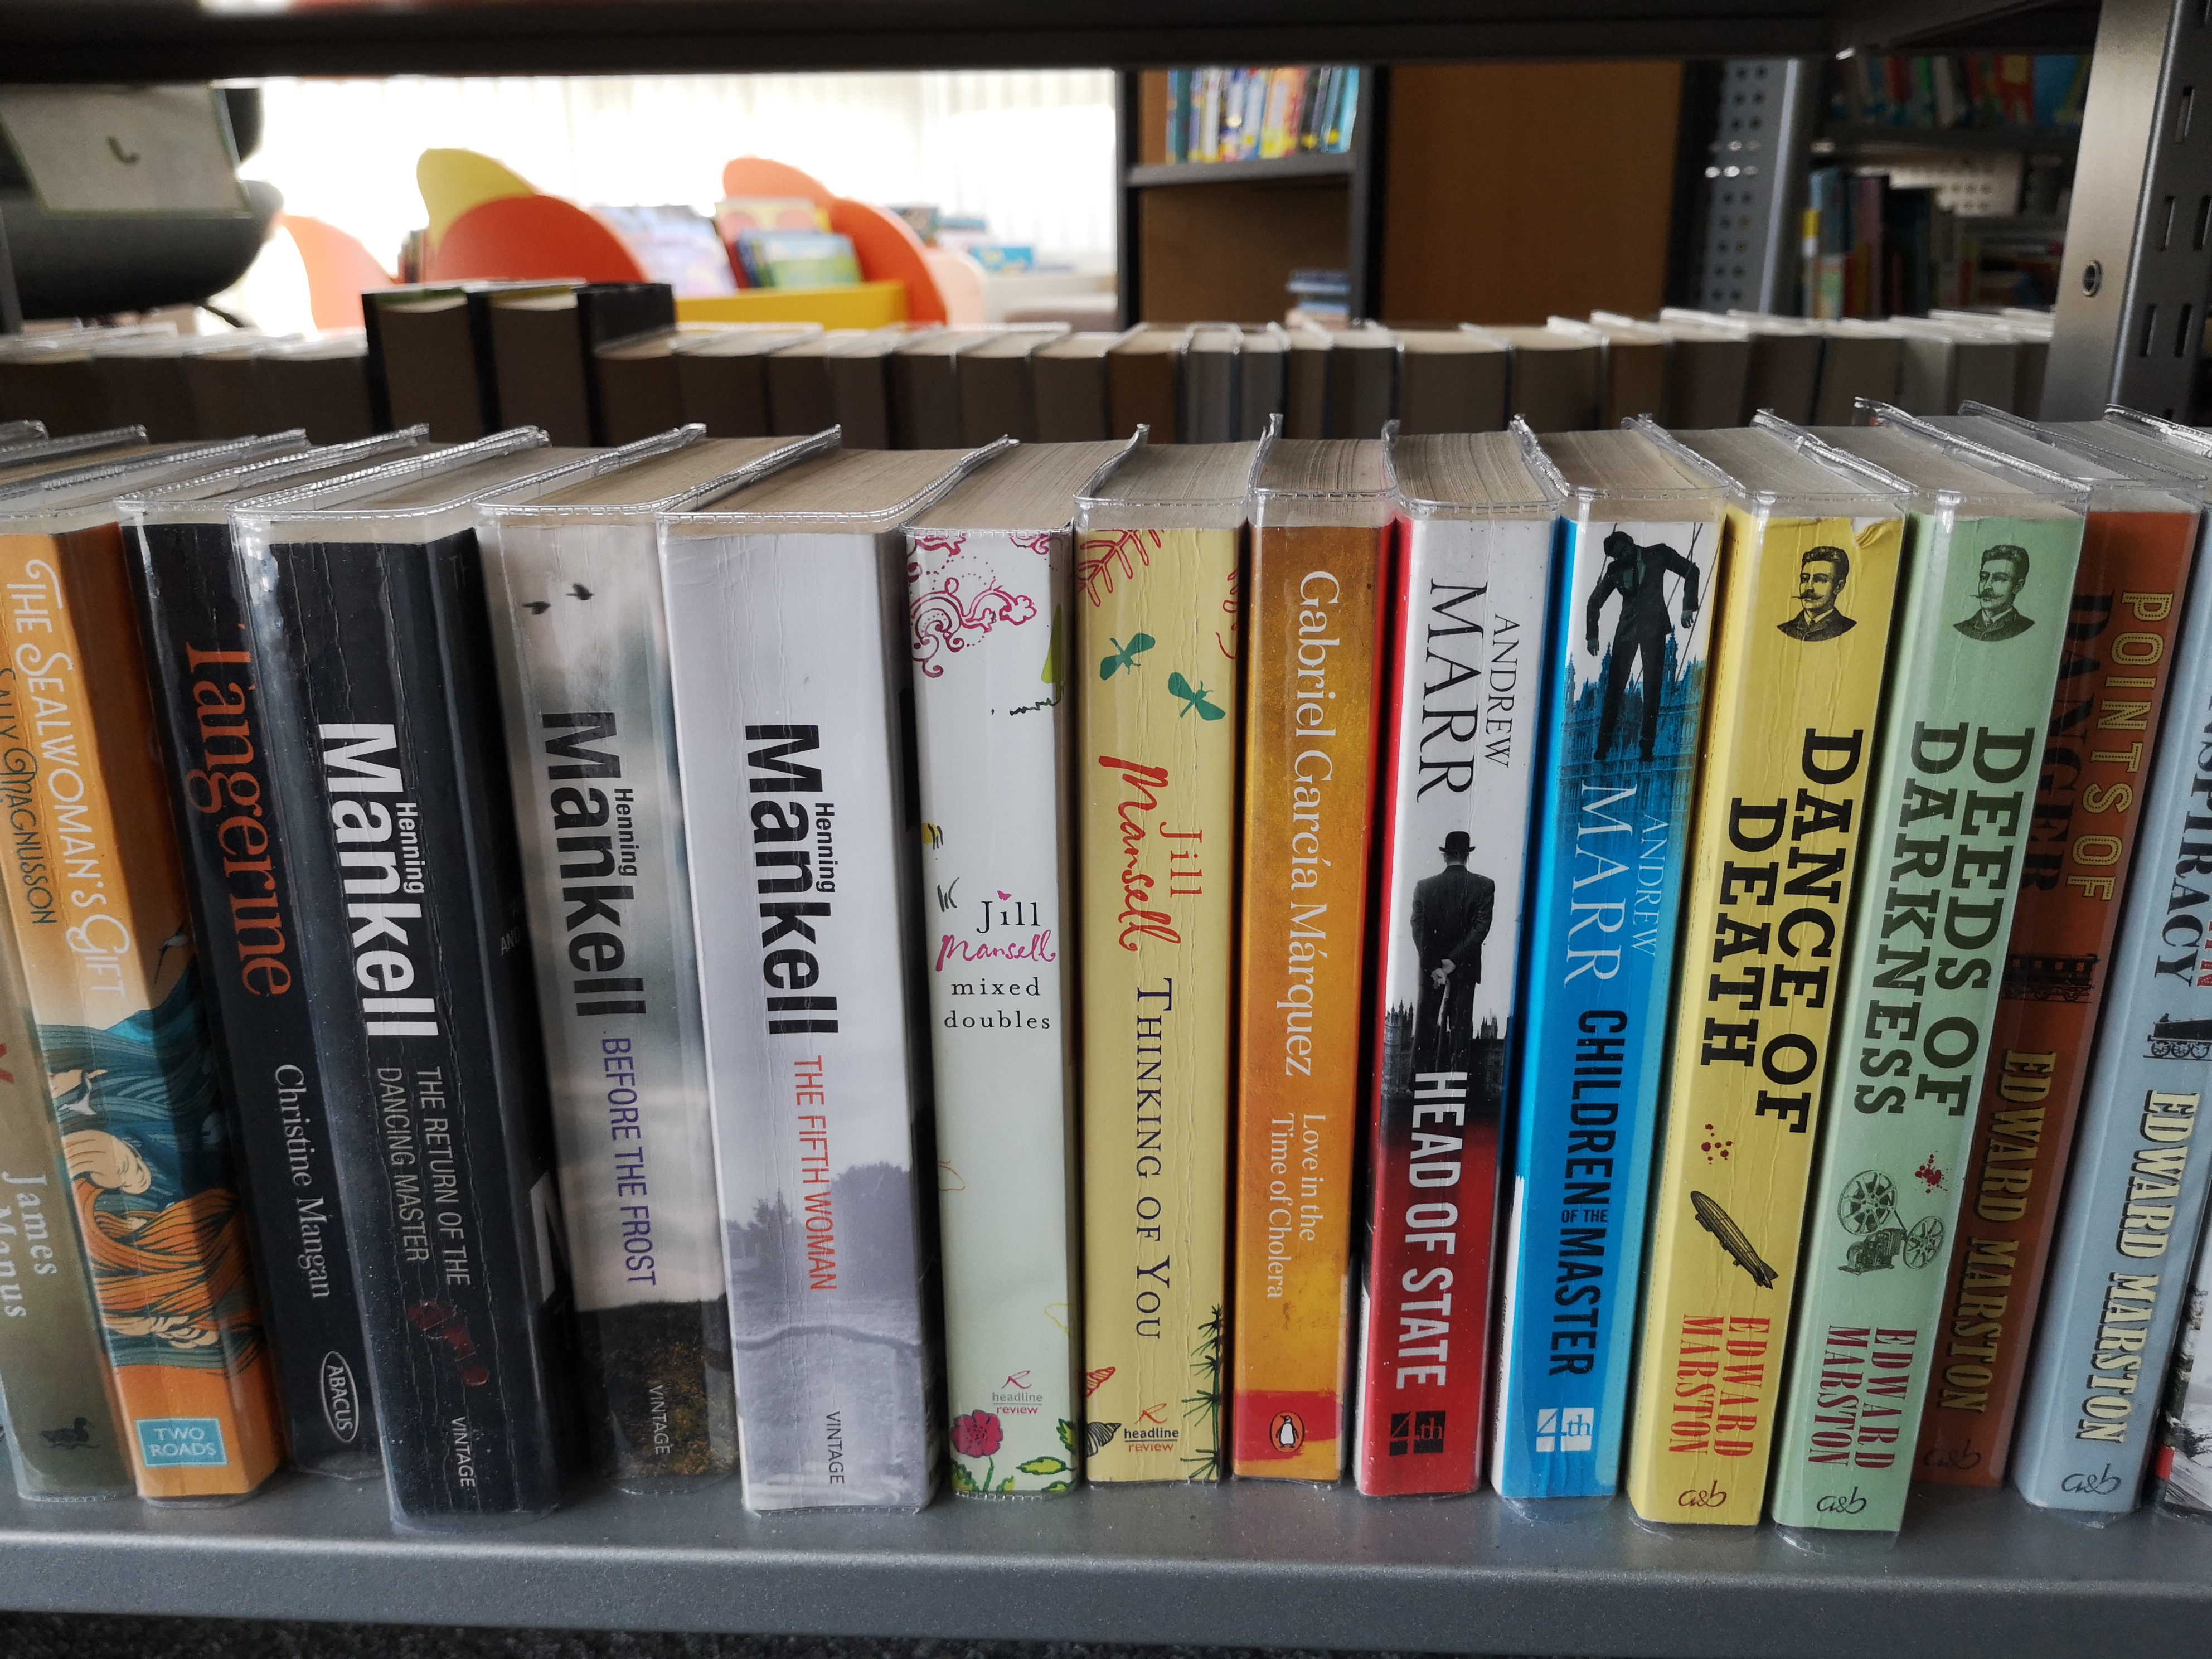 James
Manus
THE SEALWOMAN'S GIFT
SALLY MAGNUSSON
TWO
ROADS
Tangerine
Christine Mangan
ABACUS
Henning
Mankell
THE RETURN OF THE
DANCING MASTER
VINTAGE
Henning
Mankell
BEFORE THE FROST
VINTAGE
Henning
Mankell
THE FIFTH WOMAN
VINTAGE
Jill
Mansell
mixed
doubles
headline
review
Jill
Mansell
THINKING OF YOU
headline
review
Gabriel García Márquez
Love in the
Time of Cholera
ANDREW
MARR
HEAD OF STATE
4th
ANDREW
MARR
CHILDREN
OF THE
MASTER
4th
DANCE OF
DEATH
EDWARD
MARSTON
a&b
DEEDS OF
DARKNESS
EDWARD
MARSTON
a&b
POINTS OF
DANGER
EDWARD MARSTON
a&b
EDWARD MARSTON
a&b